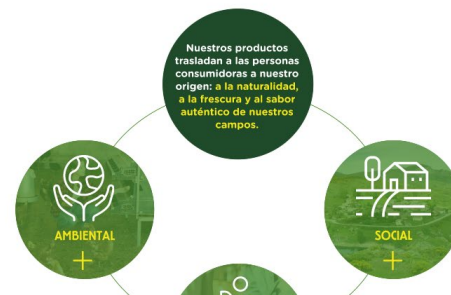 Nuestros productos
trasladan a las personas
consumidoras a nuestro
origen: a la naturalidad,
a la frescura y al sabor
auténtico de nuestros
campos.
AMBIENTAL
+
SOCIAL
+